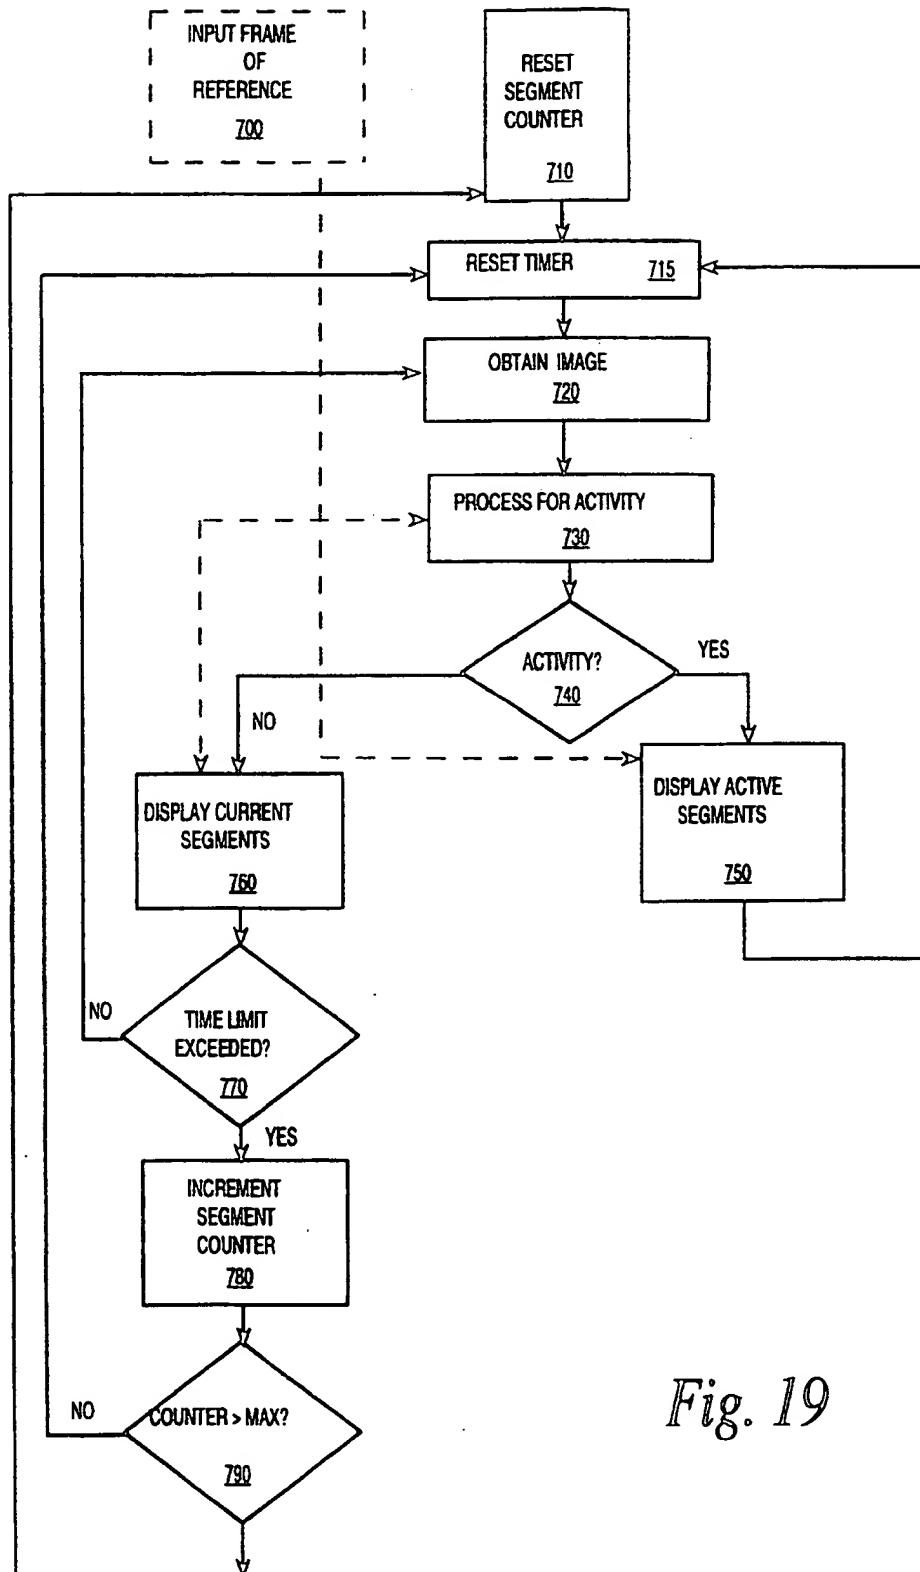 INPUT FRAME
OF
REFERENCE
700
RESET
SEGMENT
COUNTER
710
RESET TIMER 715
OBTAIN IMAGE
720
PROCESS FOR ACTIVITY
730
ACTIVITY?
740
YES
NO
DISPLAY CURRENT
SEGMENTS
760
DISPLAY ACTIVE
SEGMENTS
750
NO
TIME LIMIT
EXCEEDED?
770
YES
INCREMENT
SEGMENT
COUNTER
780
NO
COUNTER > MAX?
790
Fig. 19